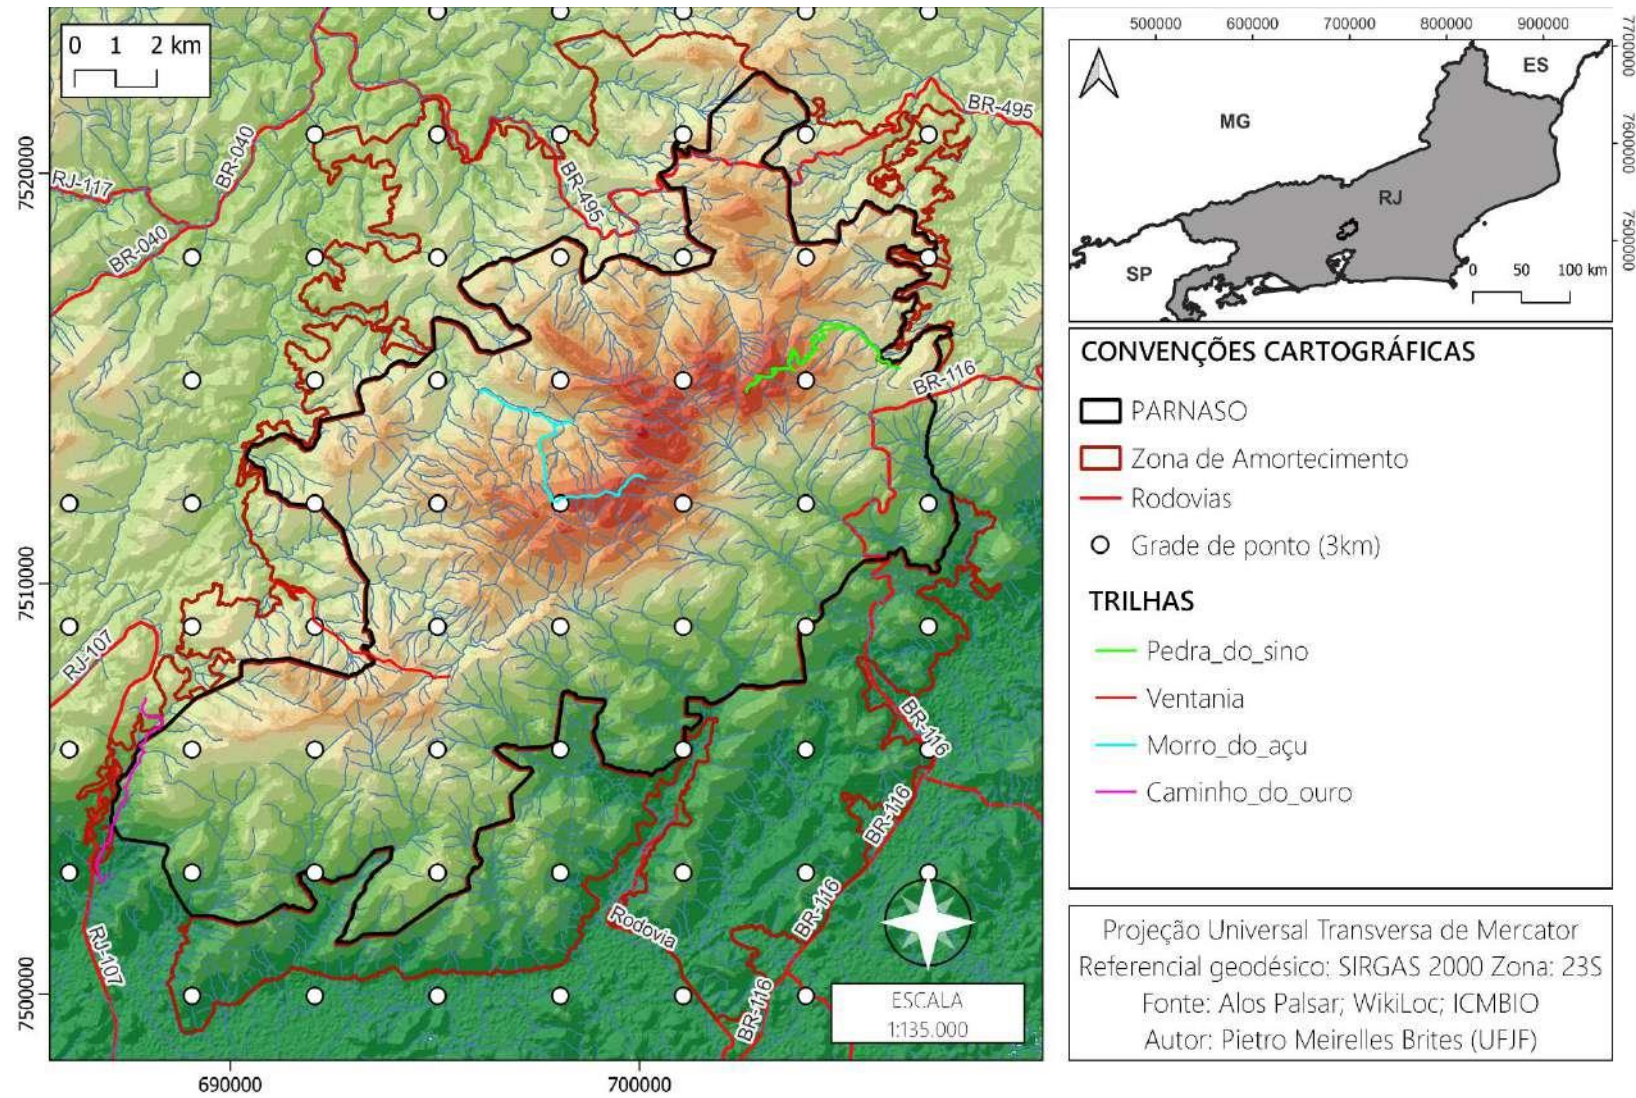 0 1 2 km
BR-495
BR-040
RJ-117
BR-495
BR-040
BR-116
RJ-107
BR-116
BR-116
BR-116
Rodovia
RJ-107
BR-116
ESCALA
1:135.000
7520000
7510000
7500000
690000
700000
500000 600000 700000 800000 900000
7700000
7600000
7500000
MG
ES
RJ
SP
0 50 100 km
CONVENÇÕES CARTOGRÁFICAS
PARNASO
Zona de Amortecimento
Rodovias
Grade de ponto (3km)
TRILHAS
Pedra_do_sino
Ventania
Morro_do_açu
Caminho_do_ouro
Projeção Universal Transversa de Mercator
Referencial geodésico: SIRGAS 2000 Zona: 23S
Fonte: Alos Palsar; WikiLoc; ICMBIO
Autor: Pietro Meirelles Brites (UFJF)